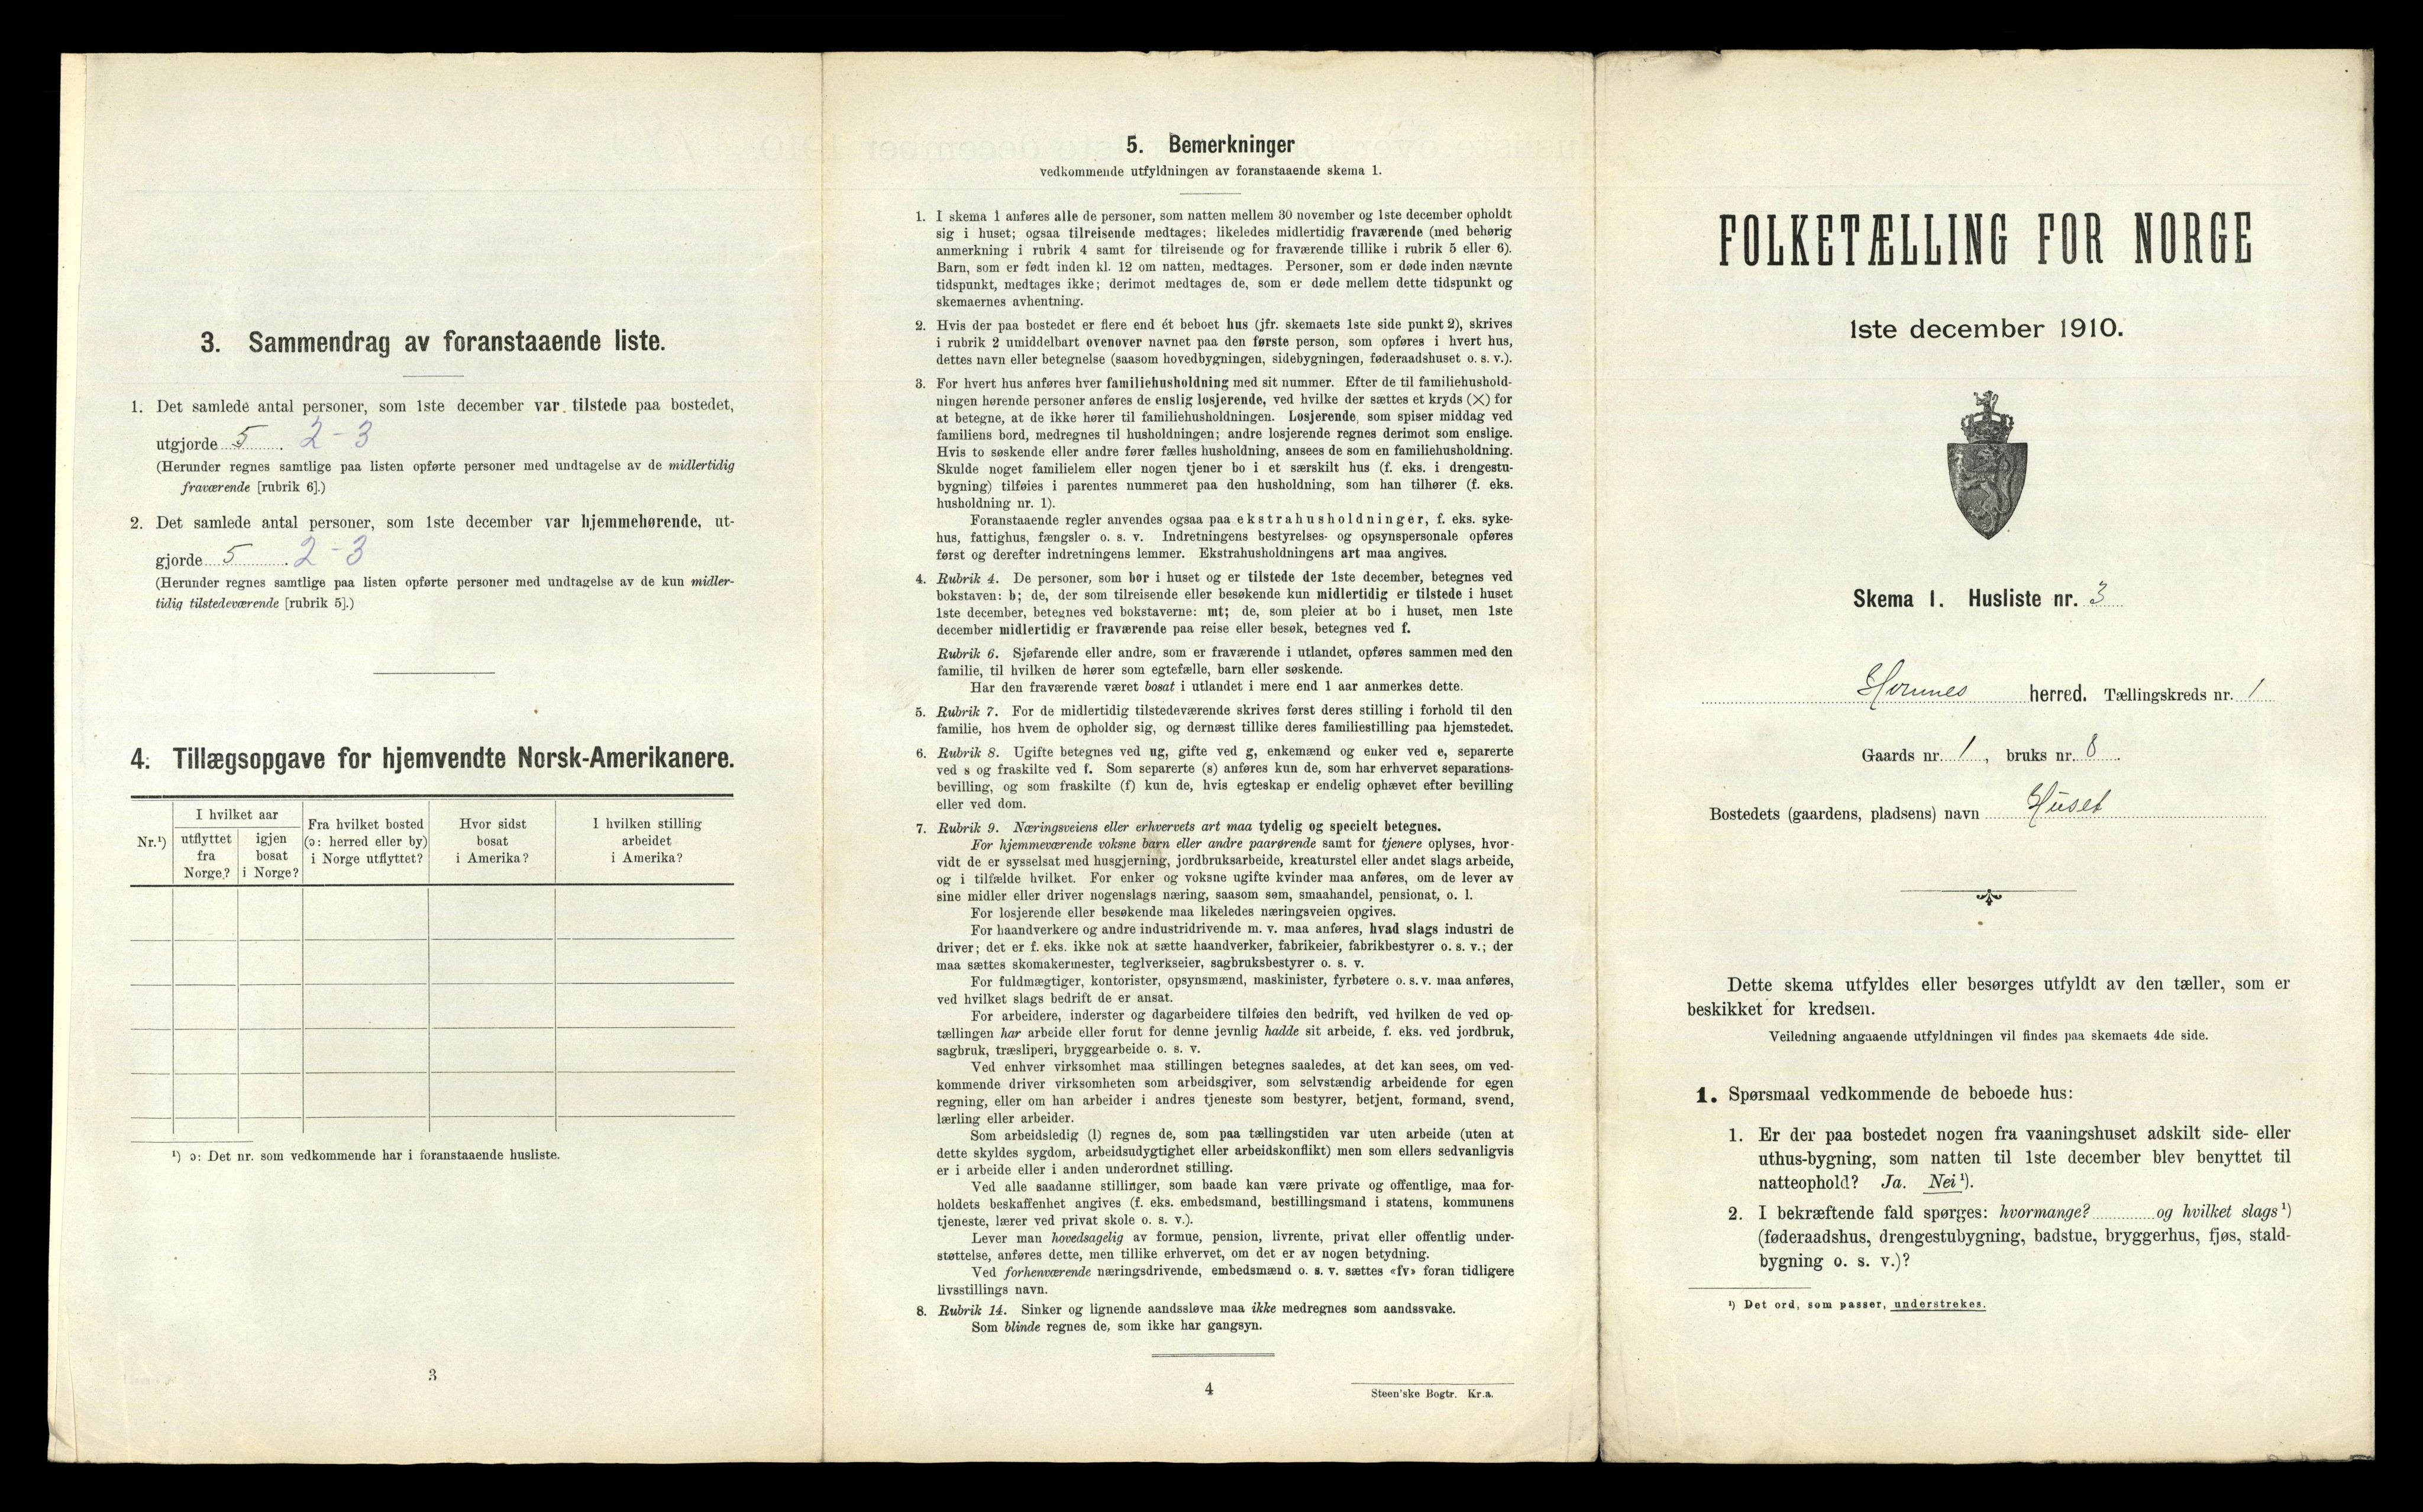 3. Sammendrag av foranstaaende liste.
1. Det samlede antal personer, som 1ste december var tilstede paa bostedet,
utgjorde 5 . 2-3
(Herunder regnes samtlige paa listen opførte personer med undtagelse av de midlertidig
fraværende [rubrik 6].)
2. Det samlede antal personer, som 1ste december var hjemmehørende, ut-
gjorde 5 . 2-3
(Herunder regnes samtlige paa listen opførte personer med undtagelse av de kun midler-
tidig tilstedeværende [rubrik 5].)
4. Tillægsopgave for hjemvendte Norsk-Amerikanere.
Nr.¹)
I hvilket aar
utflyttet
fra
Norge?
igjen
bosat
i Norge?
Fra hvilket bosted
(ɔ: herred eller by)
i Norge utflyttet?
Hvor sidst
bosat
i Amerika?
I hvilken stilling
arbeidet
i Amerika?
¹) ɔ: Det nr. som vedkommende har i foranstaaende husliste.
3
5. Bemerkninger
vedkommende utfyldningen av foranstaaende skema 1.
1. I skema 1 anføres alle de personer, som natten mellem 30 november og 1ste december opholdt
sig i huset; ogsaa tilreisende medtages; likeledes midlertidig fraværende (med behørig
anmerkning i rubrik 4 samt for tilreisende og for fraværende tillike i rubrik 5 eller 6).
Barn, som er født inden kl. 12 om natten, medtages. Personer, som er døde inden nævnte
tidspunkt, medtages ikke; derimot medtages de, som er døde mellem dette tidspunkt og
skemaernes avhentning.
2. Hvis der paa bostedet er flere end ét beboet hus (jfr. skemaets 1ste side punkt 2), skrives
i rubrik 2 umiddelbart ovenover navnet paa den første person, som opføres i hvert hus,
dettes navn eller betegnelse (saasom hovedbygningen, sidebygningen, føderaadshuset o. s. v.).
3. For hvert hus anføres hver familiehusholdning med sit nummer. Efter de til familiehushold-
ningen hørende personer anføres de enslig losjerende, ved hvilke der sættes et kryds (×) for
at betegne, at de ikke hører til familiehusholdningen. Losjerende, som spiser middag ved
familiens bord, medregnes til husholdningen; andre losjerende regnes derimot som enslige.
Hvis to søskende eller andre fører fælles husholdning, ansees de som en familiehusholdning.
Skulde noget familielem eller nogen tjener bo i et særskilt hus (f. eks. i drengestu-
bygning) tilføies i parentes nummeret paa den husholdning, som han tilhører (f. eks.
husholdning nr. 1).
Foranstaaende regler anvendes ogsaa paa ekstrahusholdninger, f. eks. syke-
hus, fattighus, fængsler o. s. v. Indretningens bestyrelses- og opsynspersonale opføres
først og derefter indretningens lemmer. Ekstrahusholdningens art maa angives.
4. Rubrik 4. De personer, som bor i huset og er tilstede der 1ste december, betegnes ved
bokstaven: b; de, der som tilreisende eller besøkende kun midlertidig er tilstede i huset
1ste december, betegnes ved bokstaverne: mt; de, som pleier at bo i huset, men 1ste
december midlertidig er fraværende paa reise eller besøk, betegnes ved f.
Rubrik 6. Sjøfarende eller andre, som er fraværende i utlandet, opføres sammen med den
familie, til hvilken de hører som egtefælle, barn eller søskende.
Har den fraværende været bosat i utlandet i mere end 1 aar anmerkes dette.
5. Rubrik 7. For de midlertidig tilstedeværende skrives først deres stilling i forhold til den
familie, hos hvem de opholder sig, og dernæst tillike deres familiestilling paa hjemstedet.
6. Rubrik 8. Ugifte betegnes ved ug, gifte ved g, enkemænd og enker ved e, separerte
ved s og fraskilte ved f. Som separerte (s) anføres kun de, som har erhvervet separations-
bevilling, og som fraskilte (f) kun de, hvis egteskap er endelig ophævet efter bevilling
eller ved dom.
7. Rubrik 9. Næringsveiens eller erhvervets art maa tydelig og specielt betegnes.
For hjemmeværende voksne barn eller andre paarørende samt for tjenere oplyses, hvor-
vidt de er sysselsat med husgjerning, jordbruksarbeide, kreaturstel eller andet slags arbeide,
og i tilfælde hvilket. For enker og voksne ugifte kvinder maa anføres, om de lever av
sine midler eller driver nogenslags næring, saasom søm, smaahandel, pensionat, o. l.
For losjerende eller besøkende maa likeledes næringsveien opgives.
For haandverkere og andre industridrivende m. v. maa anføres, hvad slags industri de
driver; det er f. eks. ikke nok at sætte haandverker, fabrikeier, fabrikbestyrer o. s. v.; der
maa sættes skomakermester, teglverkseier, sagbruksbestyrer o. s. v.
For fuldmægtiger, kontorister, opsynsmænd, maskinister, fyrbøtere o. s. v. maa anføres,
ved hvilket slags bedrift de er ansat.
For arbeidere, inderster og dagarbeidere tilføies den bedrift, ved hvilken de ved op-
tællingen har arbeide eller forut for denne jevnlig hadde sit arbeide, f. eks. ved jordbruk,
sagbruk, træsliperi, bryggearbeide o. s. v.
Ved enhver virksomhet maa stillingen betegnes saaledes, at det kan sees, om ved-
kommende driver virksomheten som arbeidsgiver, som selvstændig arbeidende for egen
regning, eller om han arbeider i andres tjeneste som bestyrer, betjent, formand, svend,
lærling eller arbeider.
Som arbeidsledig (l) regnes de, som paa tællingstiden var uten arbeide (uten at
dette skyldes sygdom, arbeidsudygtighet eller arbeidskonflikt) men som ellers sedvanligvis
er i arbeide eller i anden underordnet stilling.
Ved alle saadanne stillinger, som baade kan være private og offentlige, maa for-
holdets beskaffenhet angives (f. eks. embedsmand, bestillingsmand i statens, kommunens
tjeneste, lærer ved privat skole o. s. v.).
Lever man hovedsagelig av formue, pension, livrente, privat eller offentlig under-
støttelse, anføres dette, men tillike erhvervet, om det er av nogen betydning.
Ved forhenværende næringsdrivende, embedsmænd o. s. v. sættes «fv» foran tidligere
livsstillings navn.
8. Rubrik 14. Sinker og lignende aandssløve maa ikke medregnes som aandssvake.
Som blinde regnes de, som ikke har gangsyn.
4
Steen'ske Bogtr. Kr.a.
FOLKETÆLLING FOR NORGE
1ste december 1910.
Skema 1. Husliste nr. 3
Hornnes herred. Tællingskreds nr. 1
Gaards nr. 1, bruks nr. 8.
Bostedets (gaardens, pladsens) navn Huset
Dette skema utfyldes eller besørges utfyldt av den tæller, som er
beskikket for kredsen.
Veiledning angaaende utfyldningen vil findes paa skemaets 4de side.
1. Spørsmaal vedkommende de beboede hus:
1. Er der paa bostedet nogen fra vaaningshuset adskilt side- eller
uthus-bygning, som natten til 1ste december blev benyttet til
natteophold? Ja. Nei ¹).
2. I bekræftende fald spørges: hvormange? og hvilket slags ¹)
(føderaadshus, drengestubygning, badstue, bryggerhus, fjøs, stald-
bygning o. s. v.)?
¹) Det ord, som passer, understrekes.